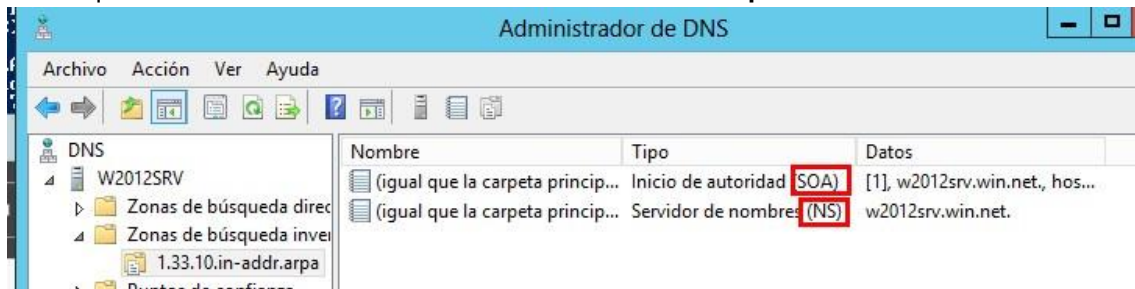 Administrador de DNS
Archivo Acción Ver Ayuda
DNS
W2012SRV
Zonas de búsqueda direc
Zonas de búsqueda inver
1.33.10.in-addr.arpa
Nombre Tipo Datos
(igual que la carpeta princip... Inicio de autoridad (SOA) [1], w2012srv.win.net., hos...
(igual que la carpeta princip... Servidor de nombres (NS) w2012srv.win.net.